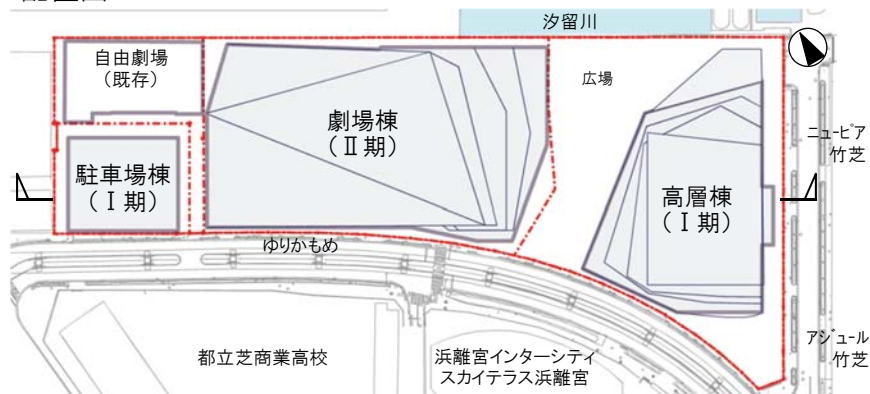 汐留川
自由劇場
（既存）
広場
劇場棟
（Ⅱ期）
ニューピア
竹芝
駐車場棟
（Ⅰ期）
高層棟
（Ⅰ期）
ゆりかもめ
アジュール
竹芝
都立芝商業高校
浜離宮インターシティ
スカイテラス浜離宮